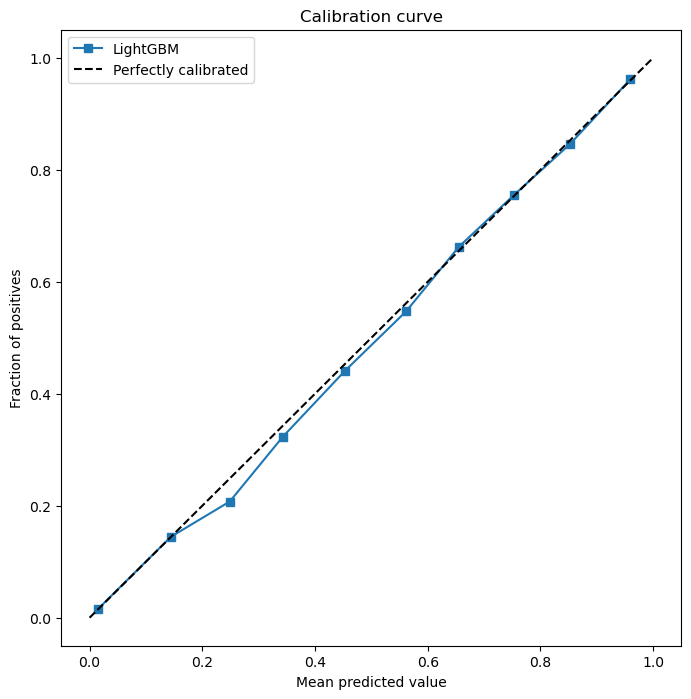 Calibration curve
LightGBM
Perfectly calibrated
1.0
0.8
0.6
0.4
0.2
0.0
Fraction of positives
0.0 0.2 0.4 0.6 0.8 1.0
Mean predicted value